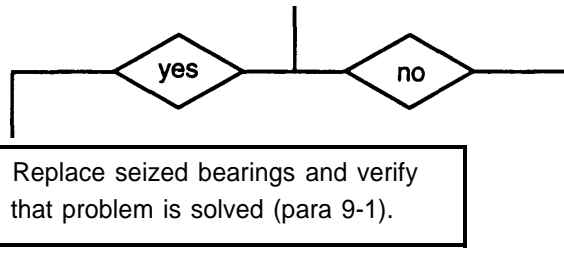 yes
no
Replace seized bearings and verify
that problem is solved (para 9-1).